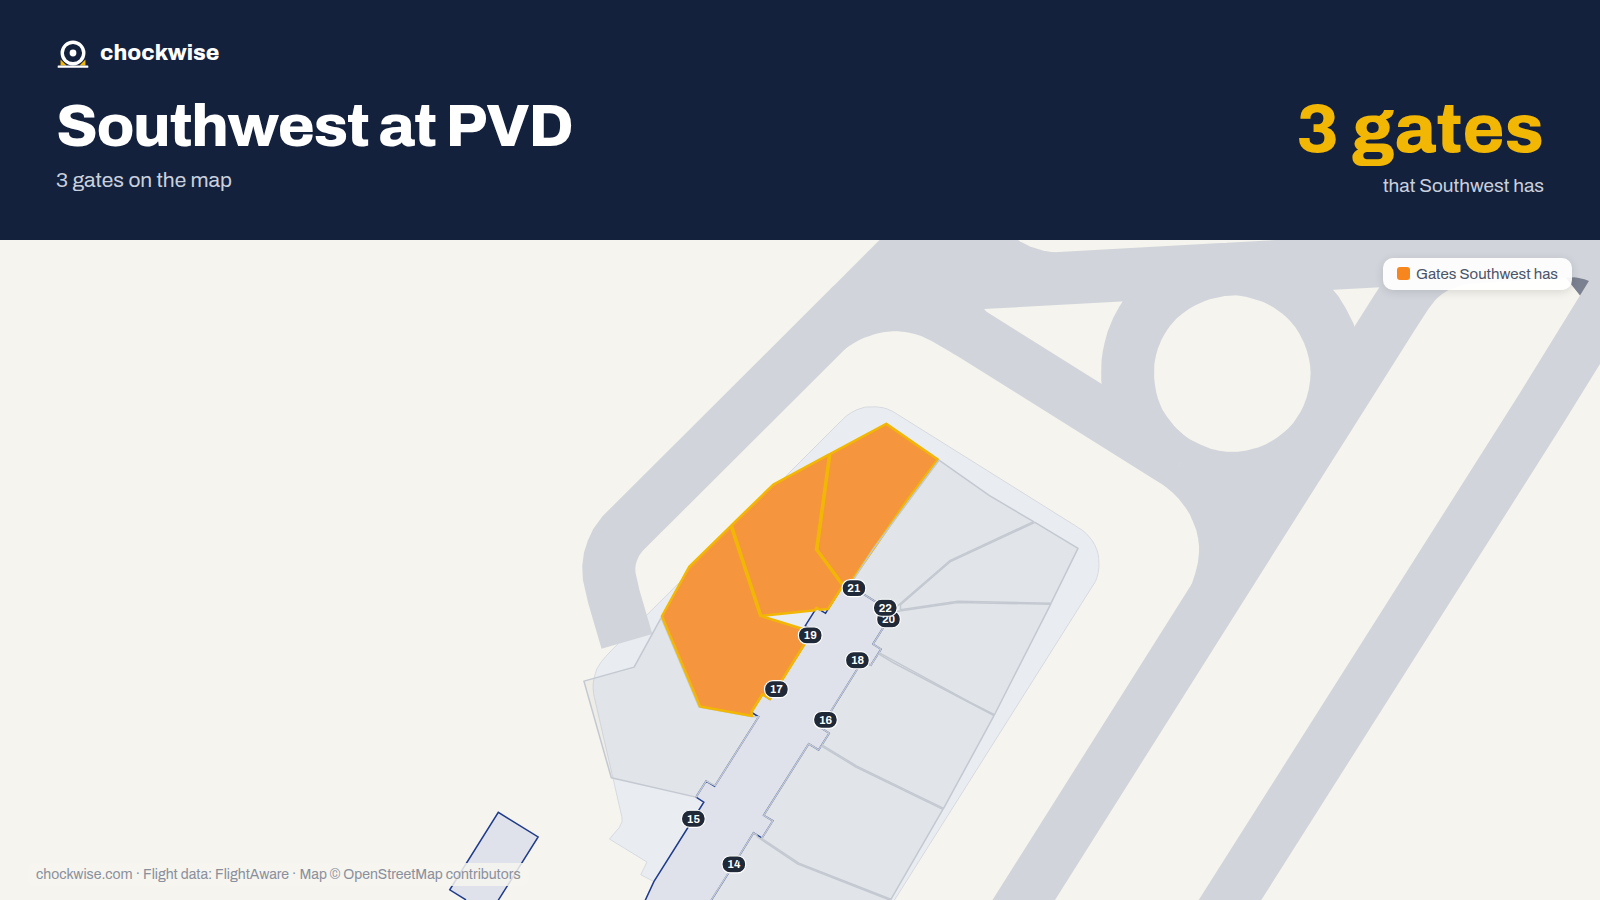 chockwise
Southwest at PVD
3 gates on the map
3 gates
that Southwest has
Gates Southwest has
21
22
20
19
18
17
16
15
14
chockwise.com · Flight data: FlightAware · Map © OpenStreetMap contributors